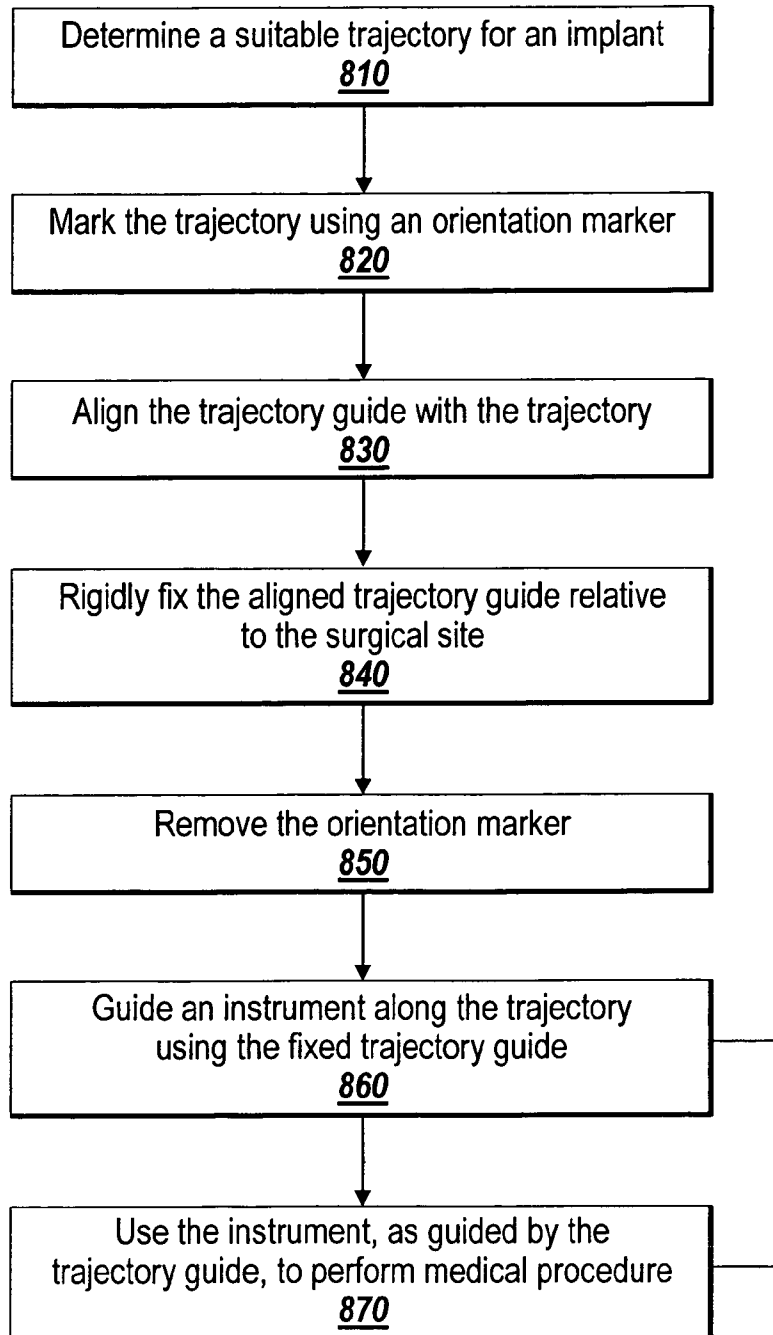 Determine a suitable trajectory for an implant
810
Mark the trajectory using an orientation marker
820
Align the trajectory guide with the trajectory
830
Rigidly fix the aligned trajectory guide relative
to the surgical site
840
Remove the orientation marker
850
Guide an instrument along the trajectory
using the fixed trajectory guide
860
Use the instrument, as guided by the
trajectory guide, to perform medical procedure
870